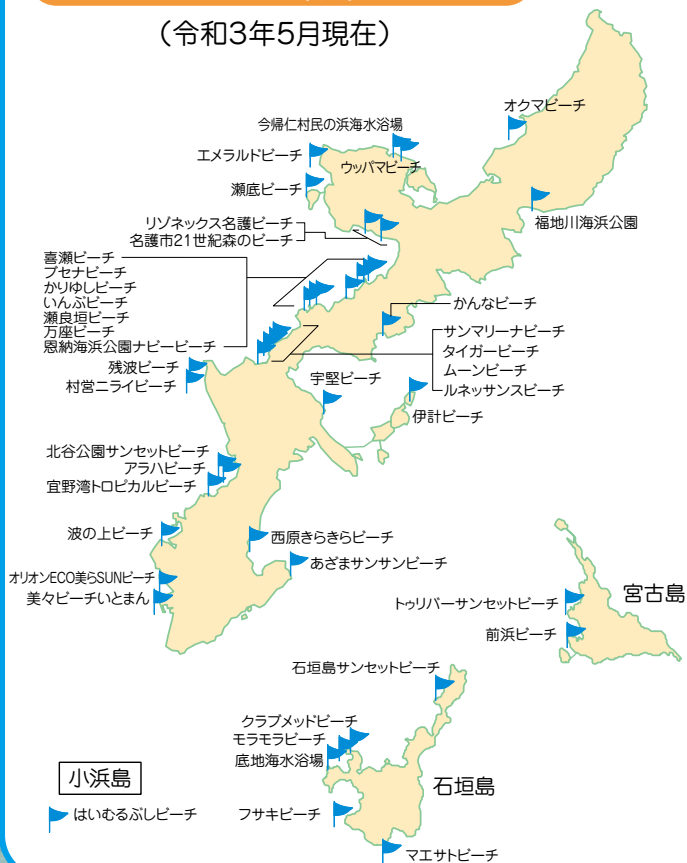 （令和3年5月現在）
オクマビーチ
今帰仁村民の浜海水浴場
エメラルドビーチ
ウッパマビーチ
瀬底ビーチ
福地川海浜公園
リゾネックス名護ビーチ
名護市21世紀森のビーチ
喜瀬ビーチ
ブセナビーチ
かりゆしビーチ
いんぶビーチ
瀬良垣ビーチ
万座ビーチ
恩納海浜公園ナビービーチ
かんなビーチ
サンマリーナビーチ
タイガービーチ
ムーンビーチ
ルネッサンスビーチ
残波ビーチ
村営ニライビーチ
宇堅ビーチ
伊計ビーチ
北谷公園サンセットビーチ
アラハビーチ
宜野湾トロピカルビーチ
波の上ビーチ
西原きらきらビーチ
あざまサンサンビーチ
オリオンECO美らSUNビーチ
美々ビーチいとまん
宮古島
トゥリバーサンセットビーチ
前浜ビーチ
石垣島サンセットビーチ
クラブメッドビーチ
モラモラビーチ
底地海水浴場
石垣島
小浜島
はいむるぶしビーチ
フサキビーチ
マエサトビーチ